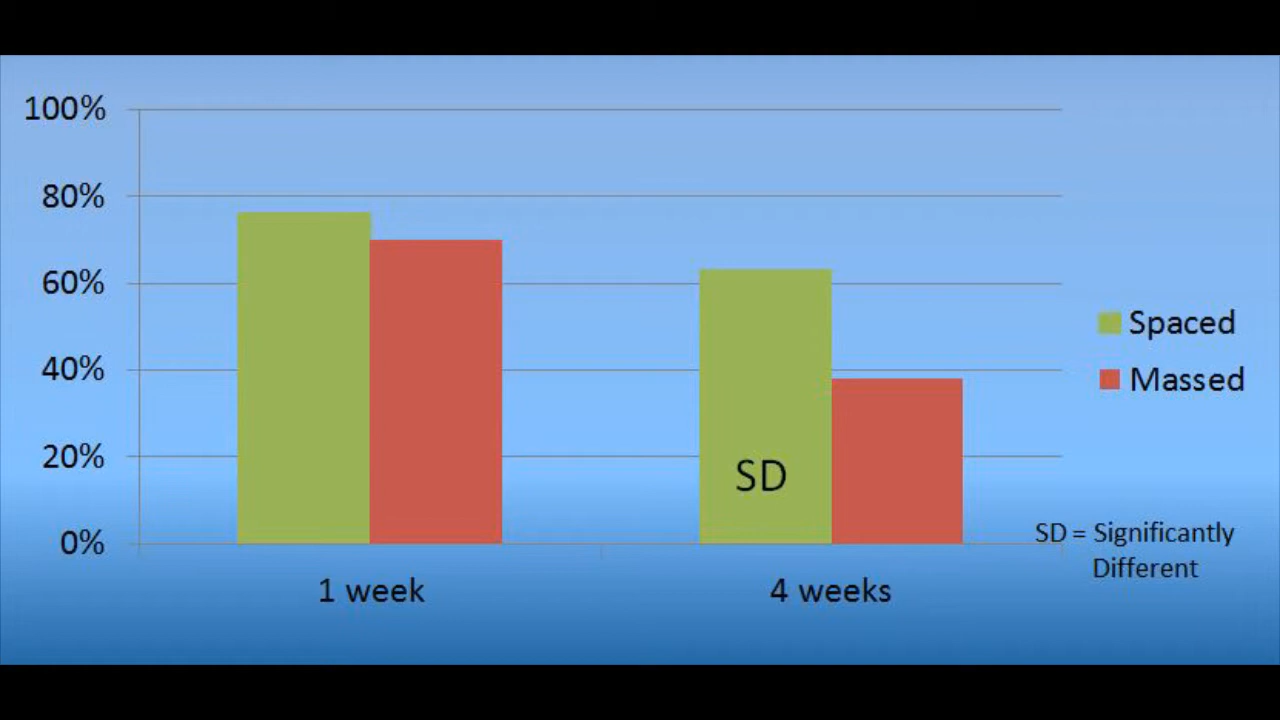 100%
80%
60%
40%
20%
0%
SD
1 week
4 weeks
Spaced
Massed
SD = Significantly
Different